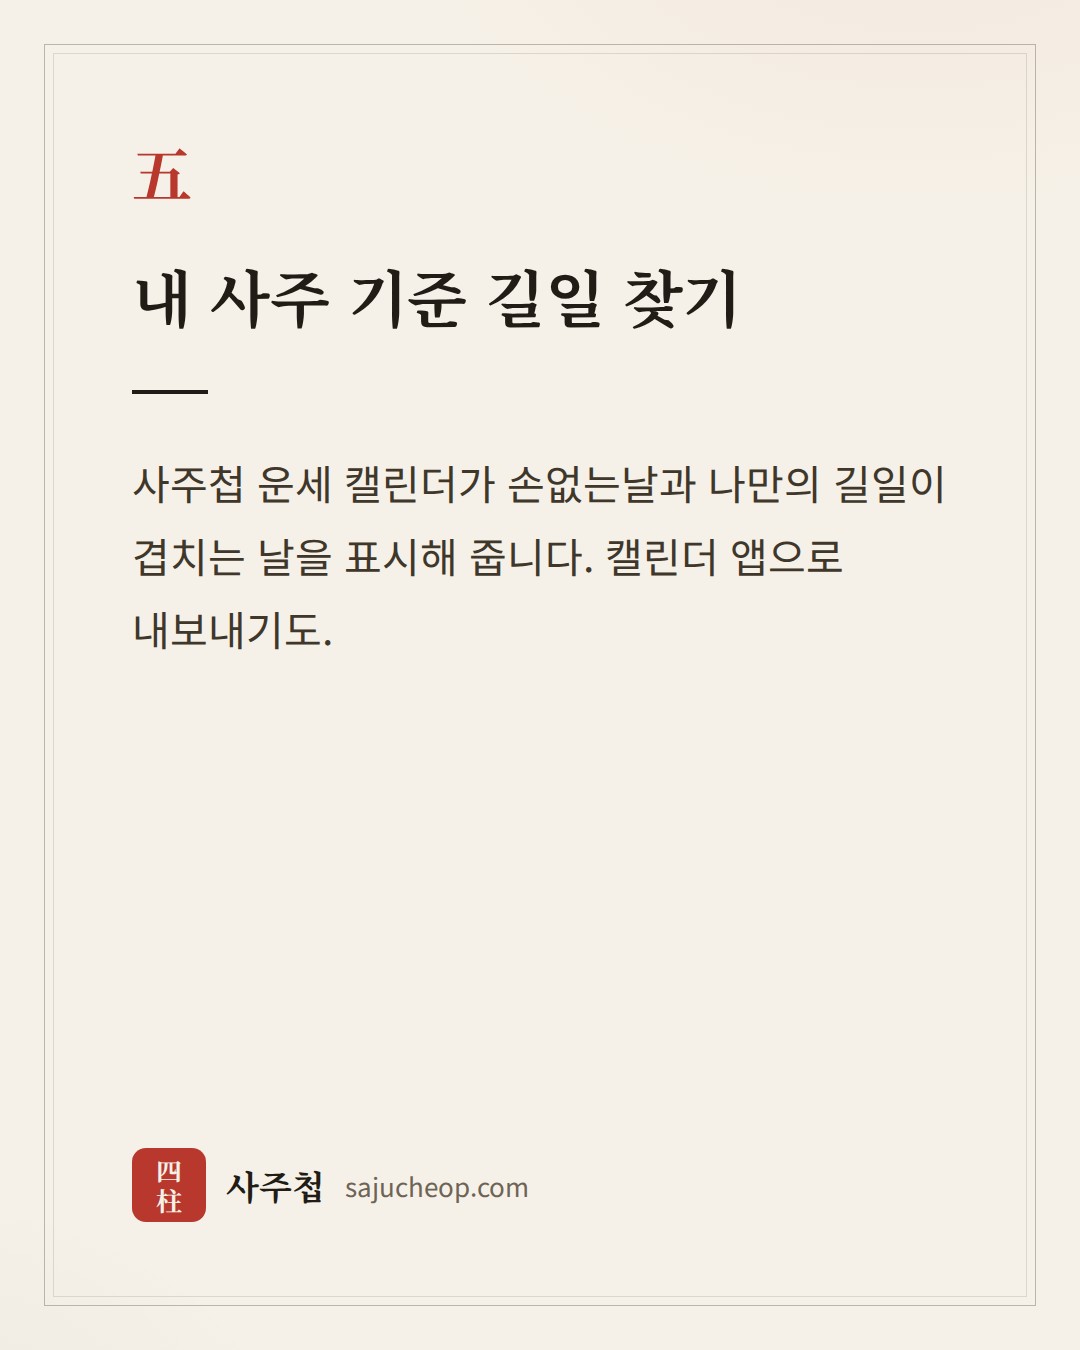 五
내 사주 기준 길일 찾기
사주첩 운세 캘린더가 손없는날과 나만의 길일이
겹치는 날을 표시해 줍니다. 캘린더 앱으로
내보내기도.
四
柱
사주첩 sajucheop.com